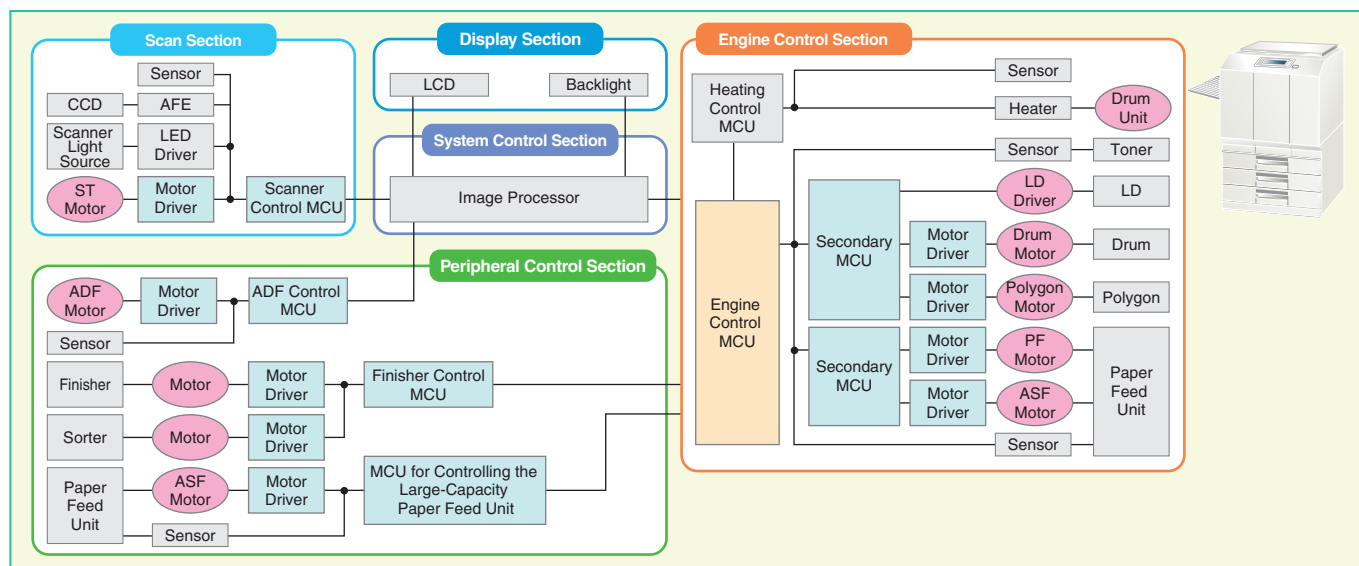 Scan Section
Sensor
CCD
AFE
Scanner
Light
Source
LED
Driver
ST
Motor
Motor
Driver
Scanner
Control MCU
Display Section
LCD
Backlight
System Control Section
Image Processor
Peripheral Control Section
ADF
Motor
Motor
Driver
ADF Control
MCU
Sensor
Finisher
Motor
Motor
Driver
Finisher Control
MCU
Sorter
Motor
Motor
Driver
Paper
Feed
Unit
ASF
Motor
Motor
Driver
MCU for Controlling the
Large-Capacity
Paper Feed Unit
Sensor
Engine Control Section
Heating
Control
MCU
Sensor
Heater
Drum
Unit
Sensor
Toner
Engine
Control
MCU
Secondary
MCU
LD
Driver
LD
Motor
Driver
Drum
Motor
Drum
Motor
Driver
Polygon
Motor
Polygon
Secondary
MCU
Motor
Driver
PF
Motor
Motor
Driver
ASF
Motor
Paper
Feed
Unit
Sensor